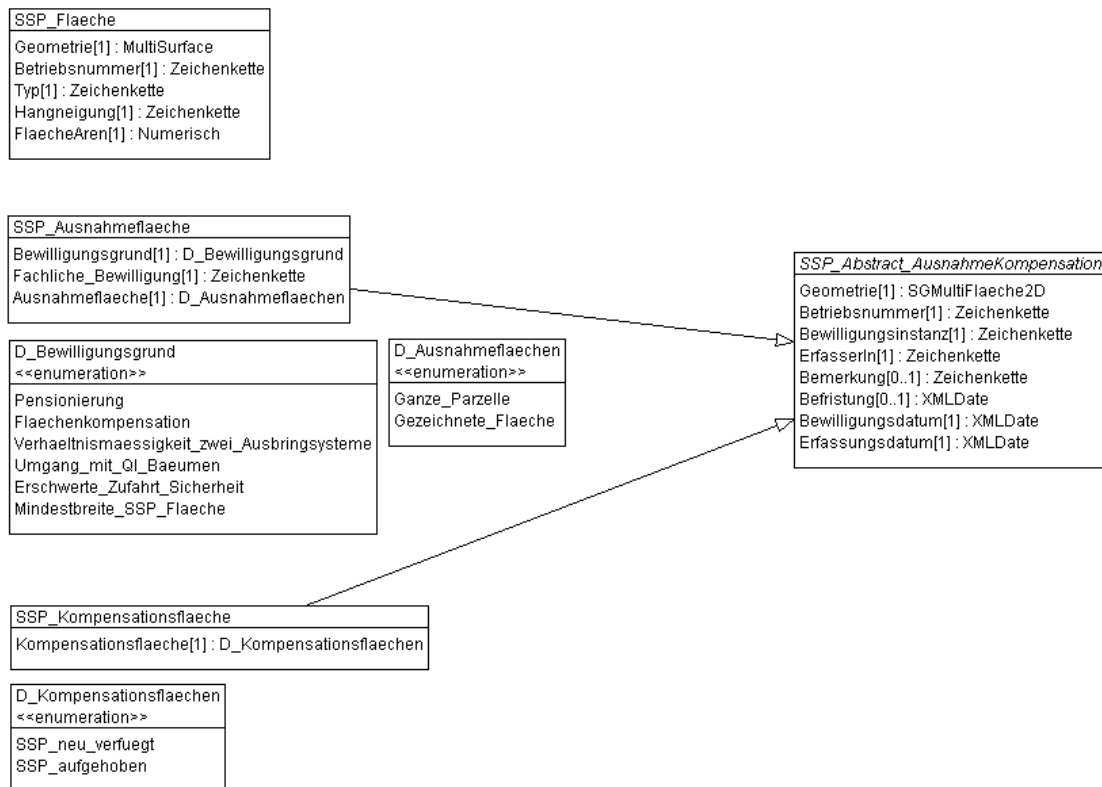 SSP_Flaeche
Geometrie[1] : MultiSurface
Betriebsnummer[1] : Zeichenkette
Typ[1] : Zeichenkette
Hangneigung[1] : Zeichenkette
FlaecheAren[1] : Numerisch
SSP_Ausnahmeflaeche
Bewilligungsgrund[1] : D_Bewilligungsgrund
Fachliche_Bewilligung[1] : Zeichenkette
Ausnahmeflaeche[1] : D_Ausnahmeflaechen
SSP_Abstract_AusnahmeKompensation
Geometrie[1] : SGMultiFlaeche2D
Betriebsnummer[1] : Zeichenkette
Bewilligungsinstanz[1] : Zeichenkette
ErfasserIn[1] : Zeichenkette
Bemerkung[0..1] : Zeichenkette
Befristung[0..1] : XMLDate
Bewilligungsdatum[1] : XMLDate
Erfassungsdatum[1] : XMLDate
D_Bewilligungsgrund
<<enumeration>>
Pensionierung
Flaechenkompensation
Verhaeltnismaessigkeit_zwei_Ausbringsysteme
Umgang_mit_QI_Baeumen
Erschwerte_Zufahrt_Sicherheit
Mindestbreite_SSP_Flaeche
D_Ausnahmeflaechen
<<enumeration>>
Ganze_Parzelle
Gezeichnete_Flaeche
SSP_Kompensationsflaeche
Kompensationsflaeche[1] : D_Kompensationsflaechen
D_Kompensationsflaechen
<<enumeration>>
SSP_neu_verfuegt
SSP_aufgehoben